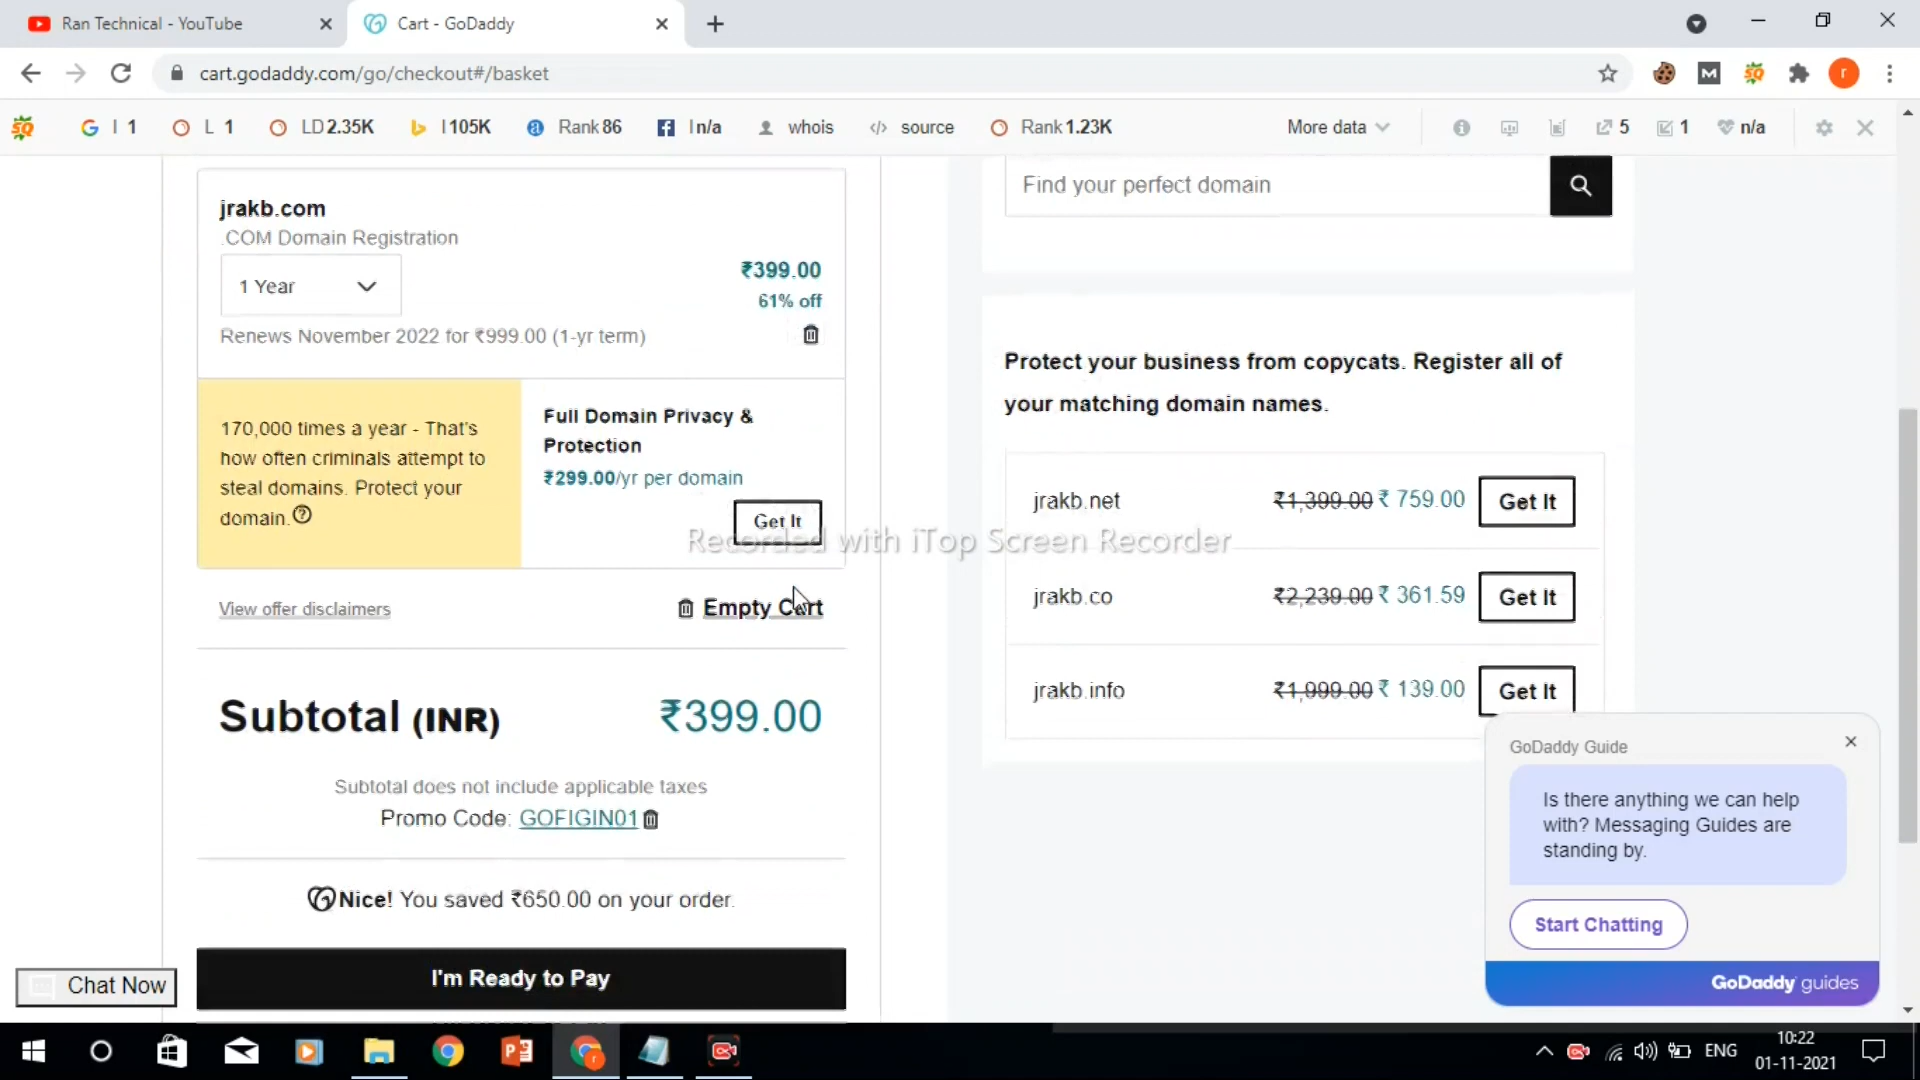 Ran Technical - YouTube
Cart - GoDaddy
cart.godaddy.com/go/checkout#/basket
I 1
L 1
LD 2.35K
I 105K
Rank 86
I n/a
whois
source
Rank 1.23K
More data
5
1
n/a
jrakb.com
.COM Domain Registration
1 Year
₹399.00
61% off
Renews November 2022 for ₹999.00 (1-yr term)
170,000 times a year - That's
how often criminals attempt to
steal domains. Protect your
domain.
Full Domain Privacy &
Protection
₹299.00/yr per domain
Get It
View offer disclaimers
Empty Cart
Subtotal (INR) ₹399.00
Subtotal does not include applicable taxes
Promo Code: GOFIGIN01
Nice! You saved ₹650.00 on your order.
I'm Ready to Pay
Chat Now
Find your perfect domain
Protect your business from copycats. Register all of
your matching domain names.
jrakb.net ₹1,399.00 ₹ 759.00 Get It
jrakb.co ₹2,239.00 ₹ 361.59 Get It
jrakb.info ₹1,999.00 ₹ 139.00 Get It
Recorded with iTop Screen Recorder
GoDaddy Guide
Is there anything we can help
with? Messaging Guides are
standing by.
Start Chatting
GoDaddy guides
ENG
10:22
01-11-2021